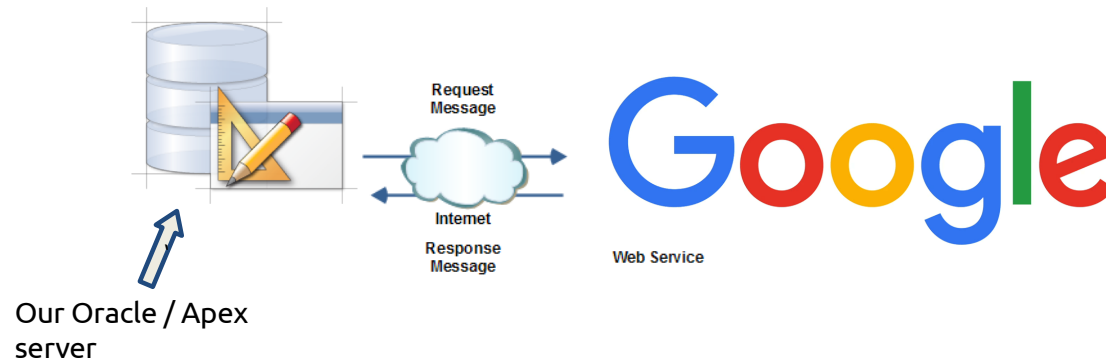 Request
Message
Google
Internet
Response
Message
Web Service
Our Oracle / Apex
server